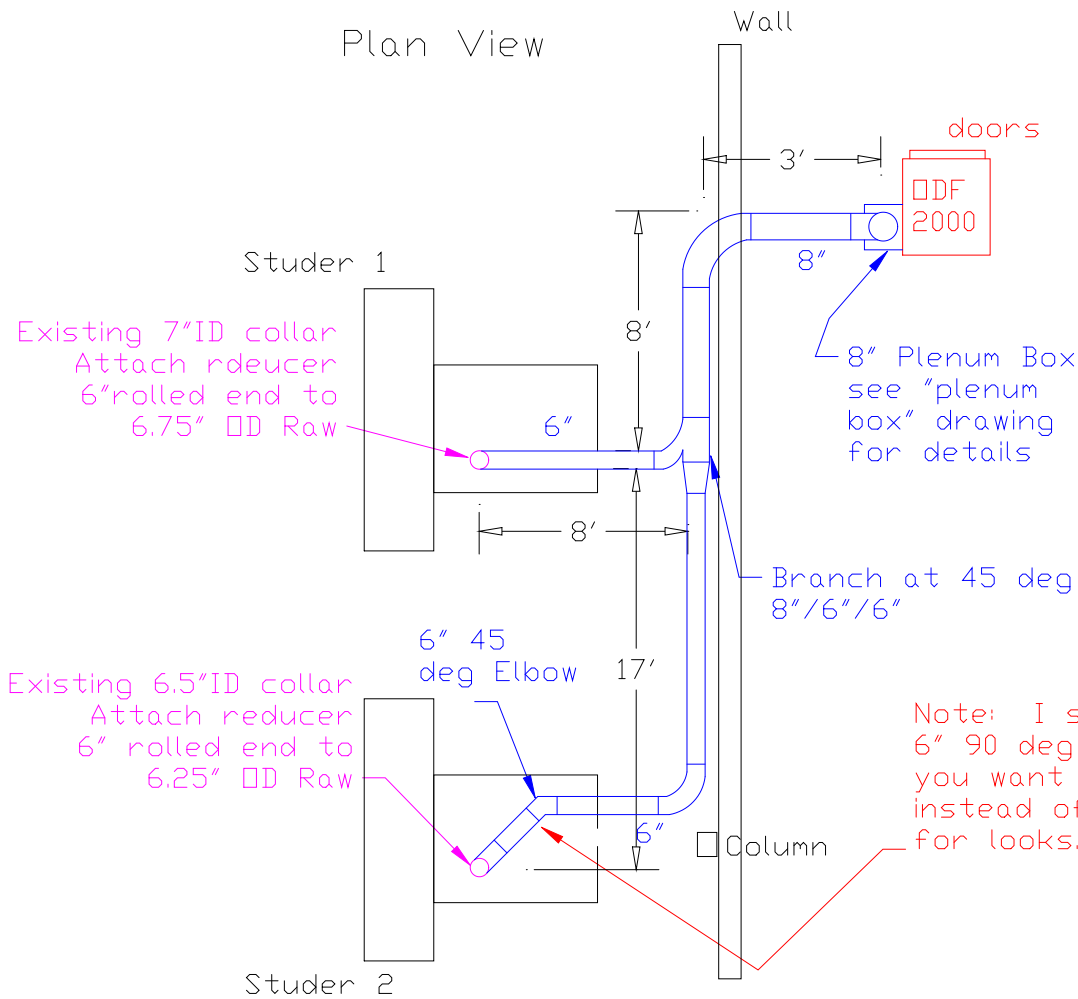 Plan View
Wall
doors
3'
ODF
2000
8"
Studer 1
Existing 7"ID collar
Attach rdeucer
6"rolled end to
6.75" OD Raw
8'
6"
8" Plenum Box
see "plenum
box" drawing
for details
8'
Branch at 45 deg
8"/6"/6"
6" 45
deg Elbow
17'
Existing 6.5"ID collar
Attach reducer
6" rolled end to
6.25" OD Raw
Note: I s
6" 90 deg
you want
instead of
for looks.
6"
Column
Studer 2